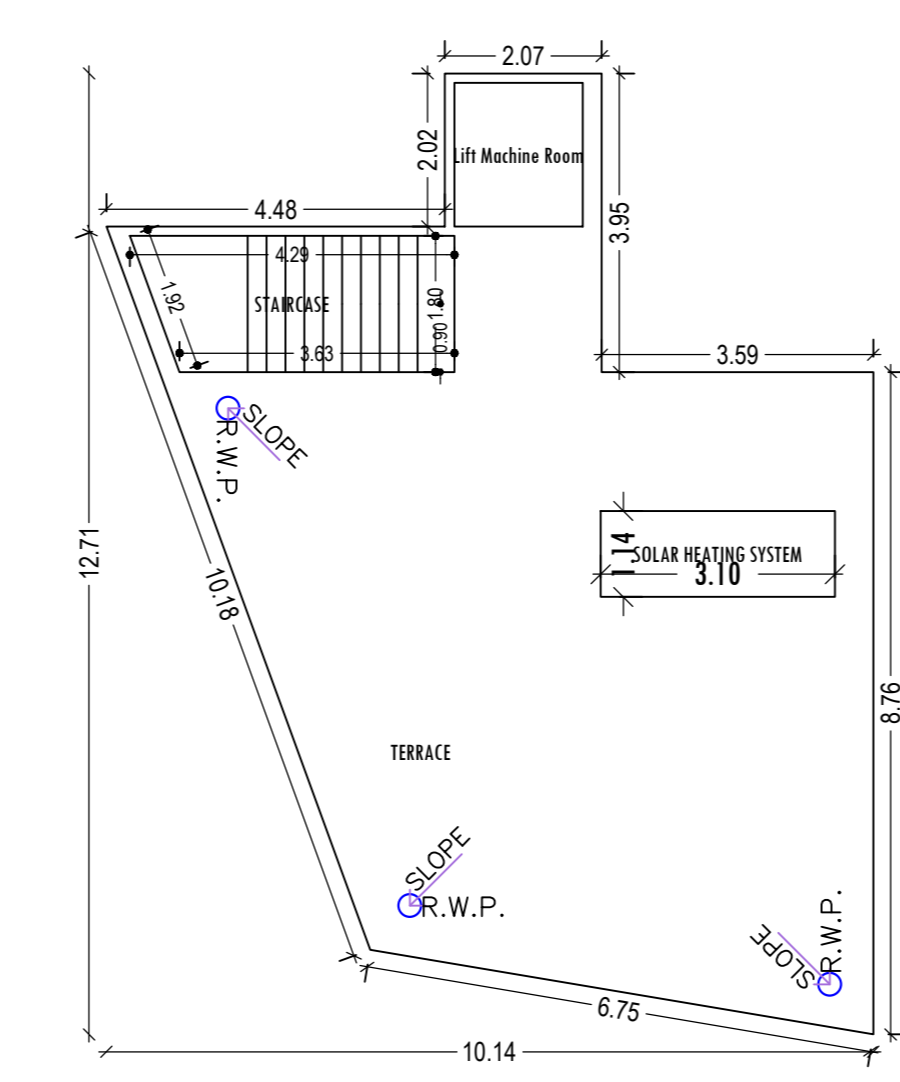 2.07
2.02
Lift Machine Room
4.48
3.95
4.29
1.92
STAIRCASE
1.80
0.90
3.63
3.59
SLOPE
R.W.P.
12.71
1.14
SOLAR HEATING SYSTEM
3.10
10.18
8.76
TERRACE
SLOPE
R.W.P.
R.W.P.
SLOPE
6.75
10.14